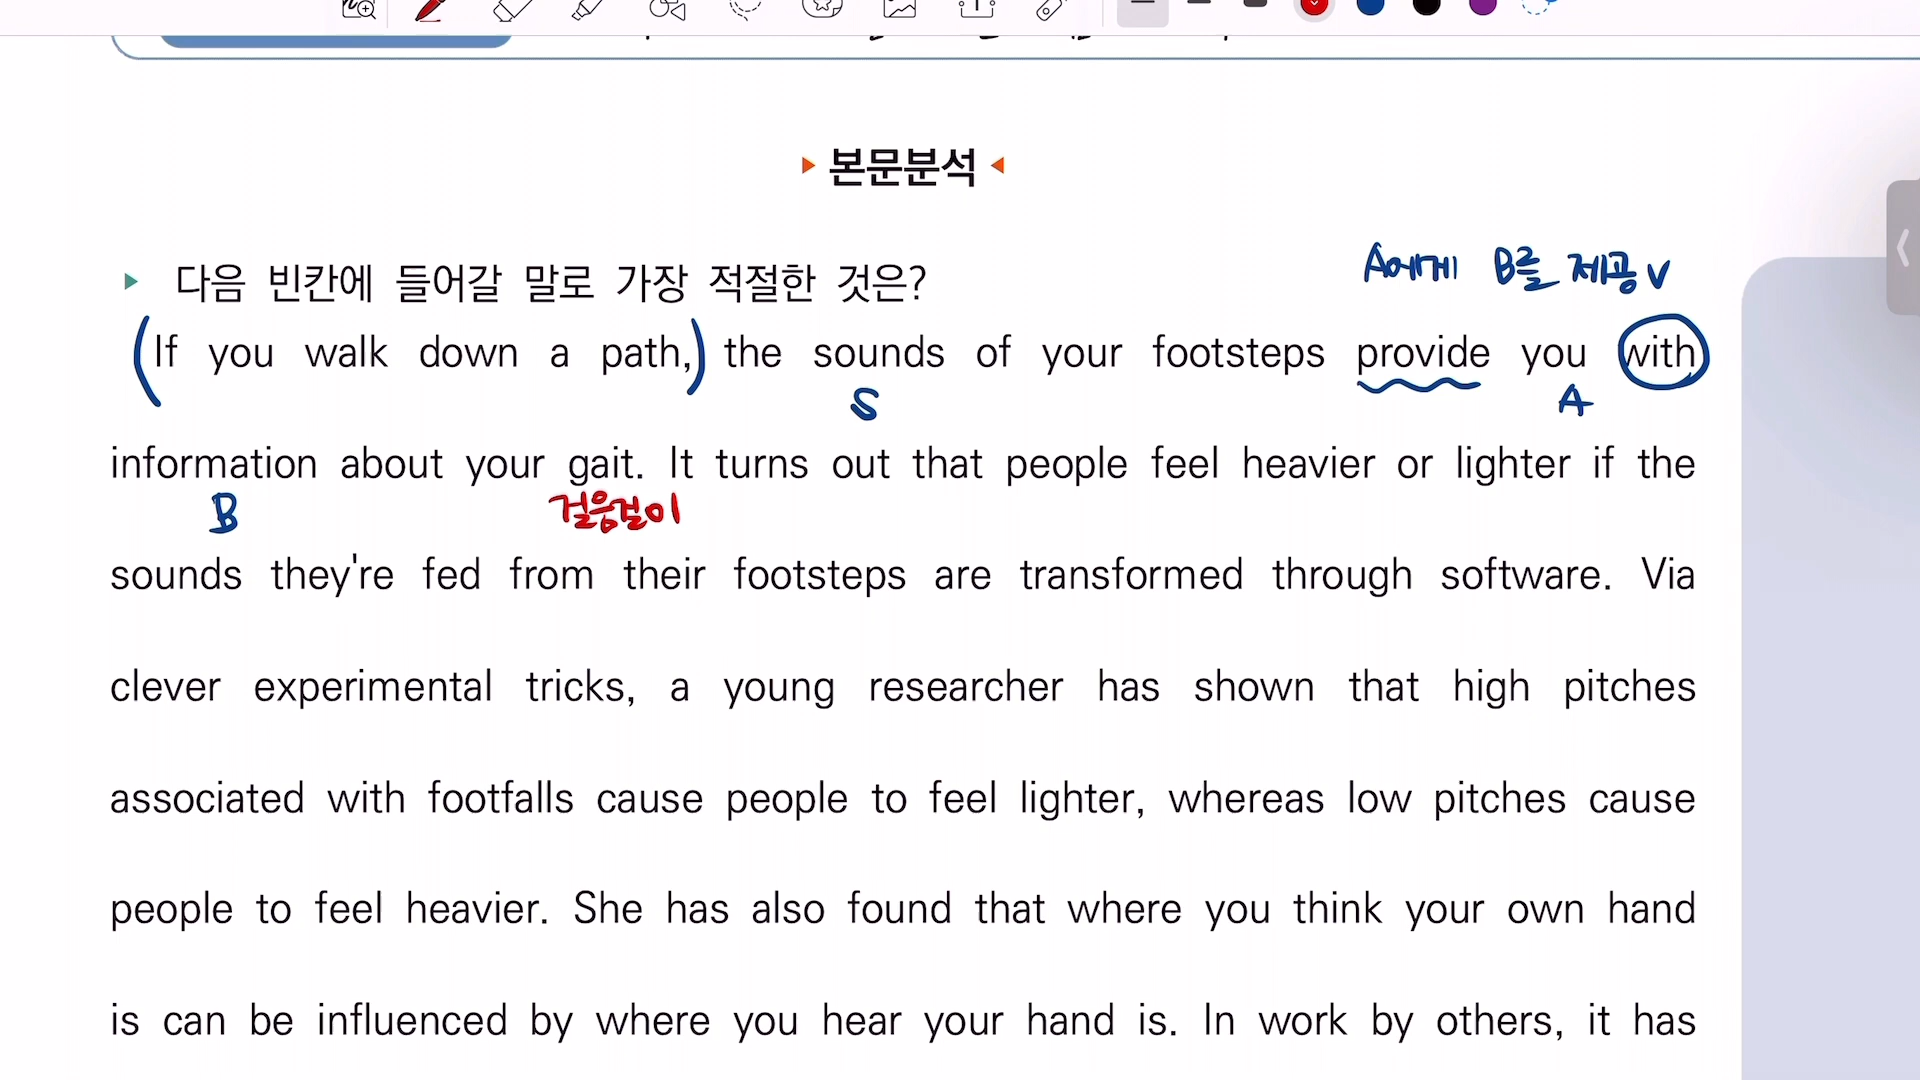 본문분석
다음 빈칸에 들어갈 말로 가장 적절한 것은?
A에게 B를 제공V
If you walk down a path, the sounds of your footsteps provide you with
S A
information about your gait. It turns out that people feel heavier or lighter if the
B 걸음걸이
sounds they're fed from their footsteps are transformed through software. Via
clever experimental tricks, a young researcher has shown that high pitches
associated with footfalls cause people to feel lighter, whereas low pitches cause
people to feel heavier. She has also found that where you think your own hand
is can be influenced by where you hear your hand is. In work by others, it has